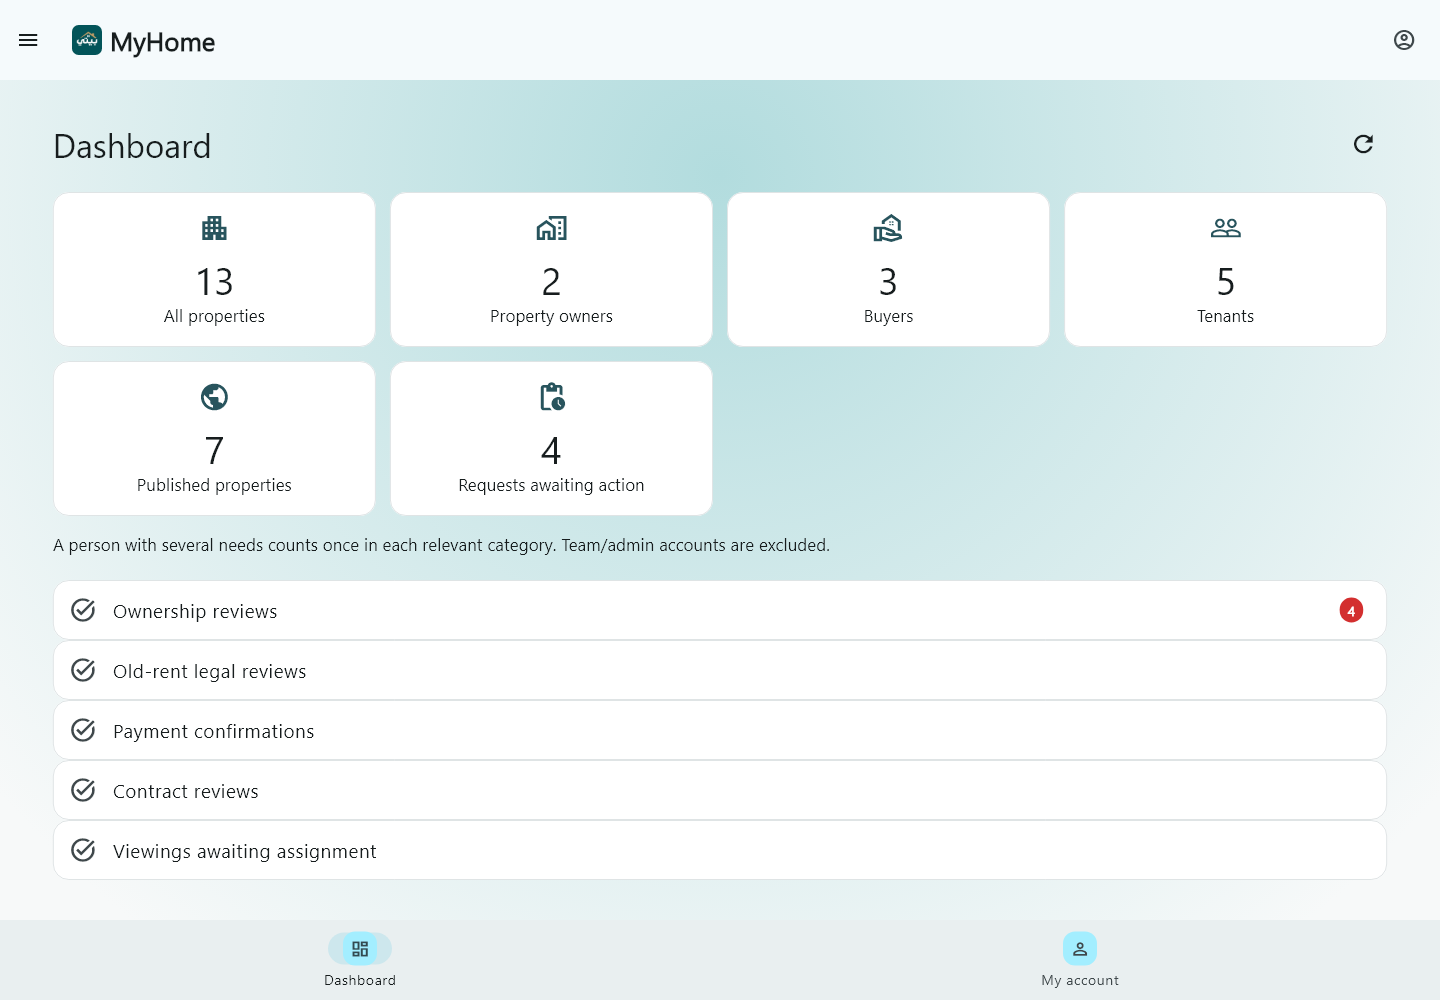 بيتي
MyHome
Dashboard
13
All properties
2
Property owners
3
Buyers
5
Tenants
7
Published properties
4
Requests awaiting action
A person with several needs counts once in each relevant category. Team/admin accounts are excluded.
Ownership reviews
4
Old-rent legal reviews
Payment confirmations
Contract reviews
Viewings awaiting assignment
Dashboard
My account